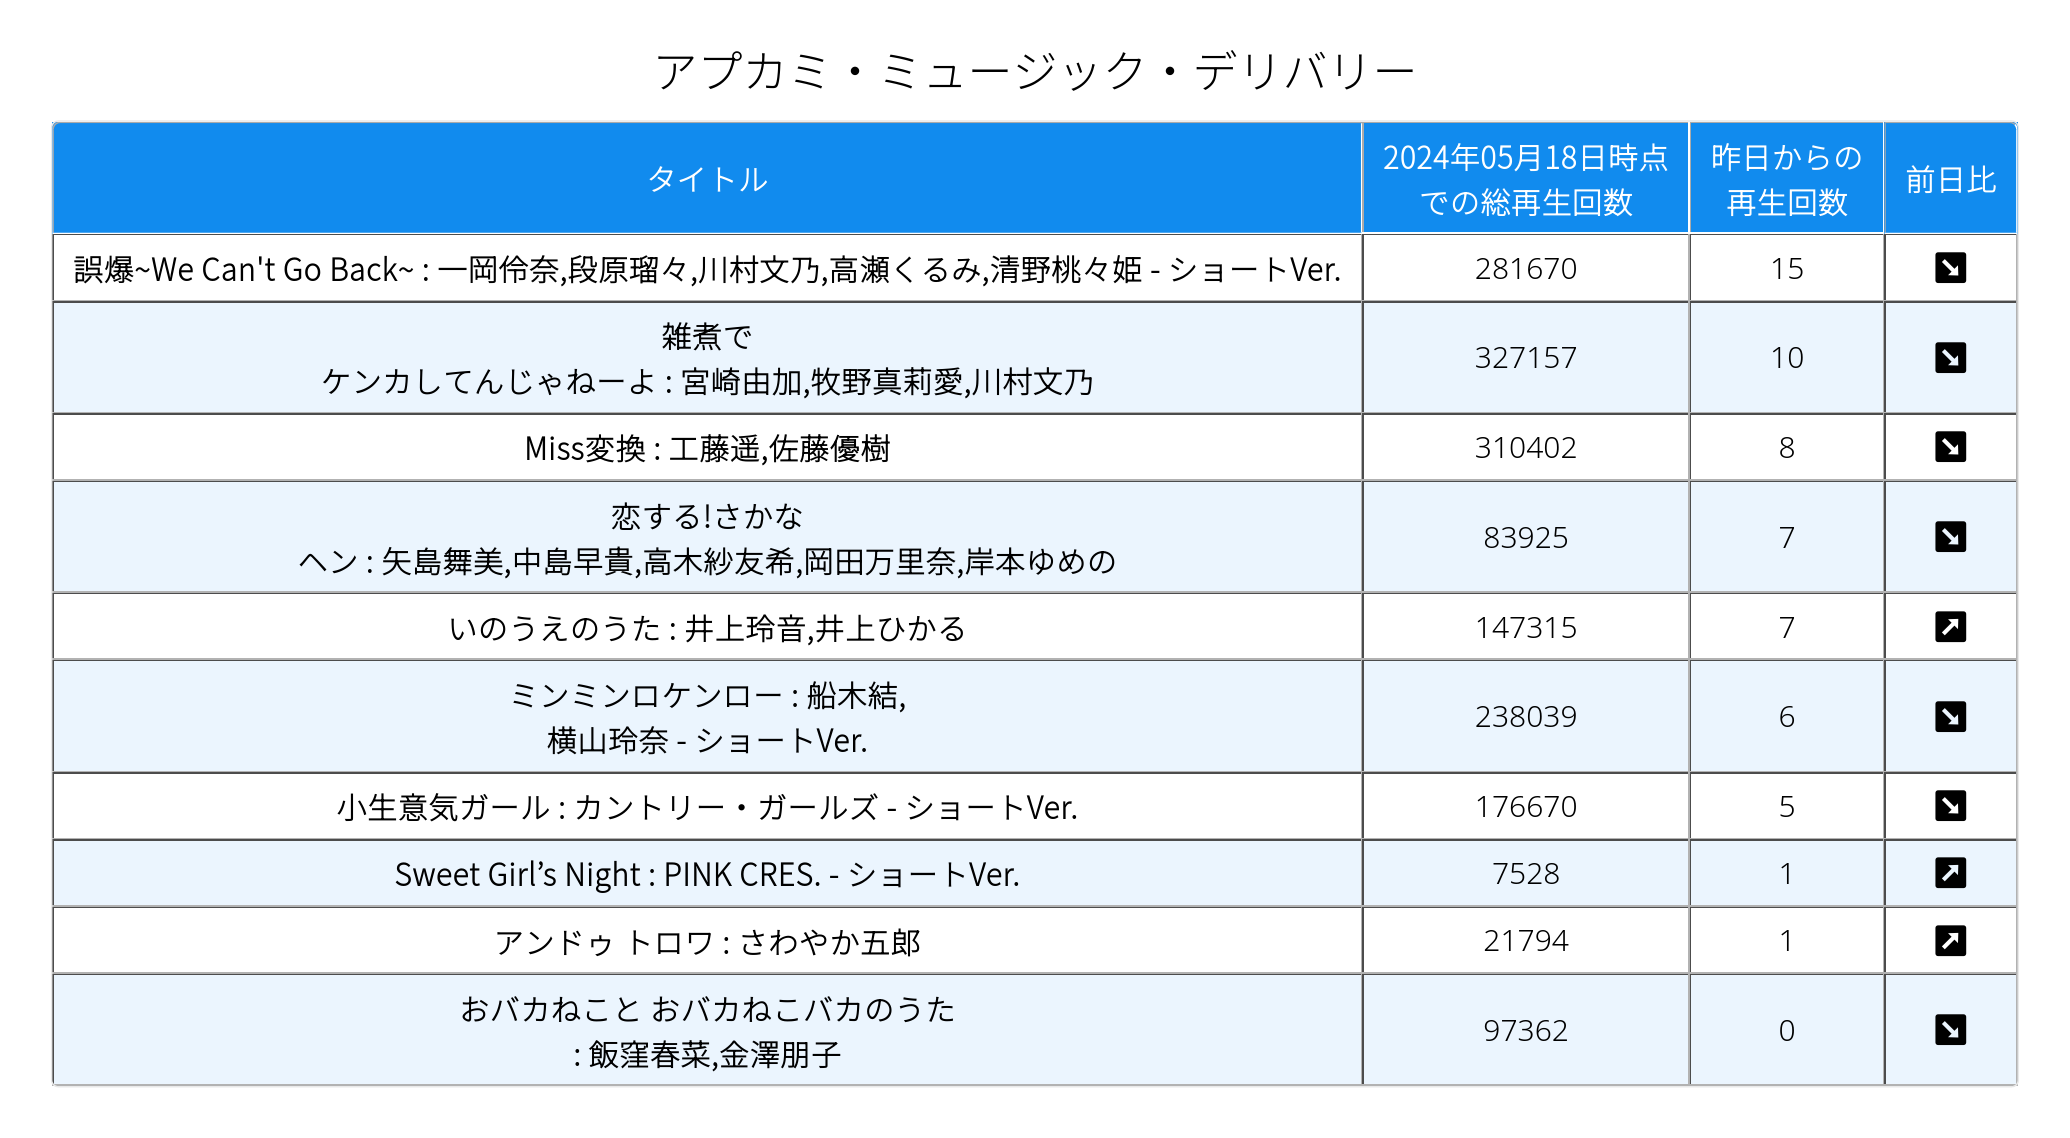 アプカミ・ミュージック・デリバリー
タイトル
2024年05月18日時点
での総再生回数
昨日からの
再生回数
前日比
誤爆~We Can't Go Back~ : 一岡伶奈,段原瑠々,川村文乃,高瀬くるみ,清野桃々姫 - ショートVer.
281670
15
雑煮で
ケンカしてんじゃねーよ : 宮崎由加,牧野真莉愛,川村文乃
327157
10
Miss変換 : 工藤遥,佐藤優樹
310402
8
恋する!さかな
ヘン : 矢島舞美,中島早貴,高木紗友希,岡田万里奈,岸本ゆめの
83925
7
いのうえのうた : 井上玲音,井上ひかる
147315
7
ミンミンロケンロー : 船木結,
横山玲奈 - ショートVer.
238039
6
小生意気ガール : カントリー・ガールズ - ショートVer.
176670
5
Sweet Girl’s Night : PINK CRES. - ショートVer.
7528
1
アンドゥ トロワ : さわやか五郎
21794
1
おバカねこと おバカねこバカのうた
: 飯窪春菜,金澤朋子
97362
0